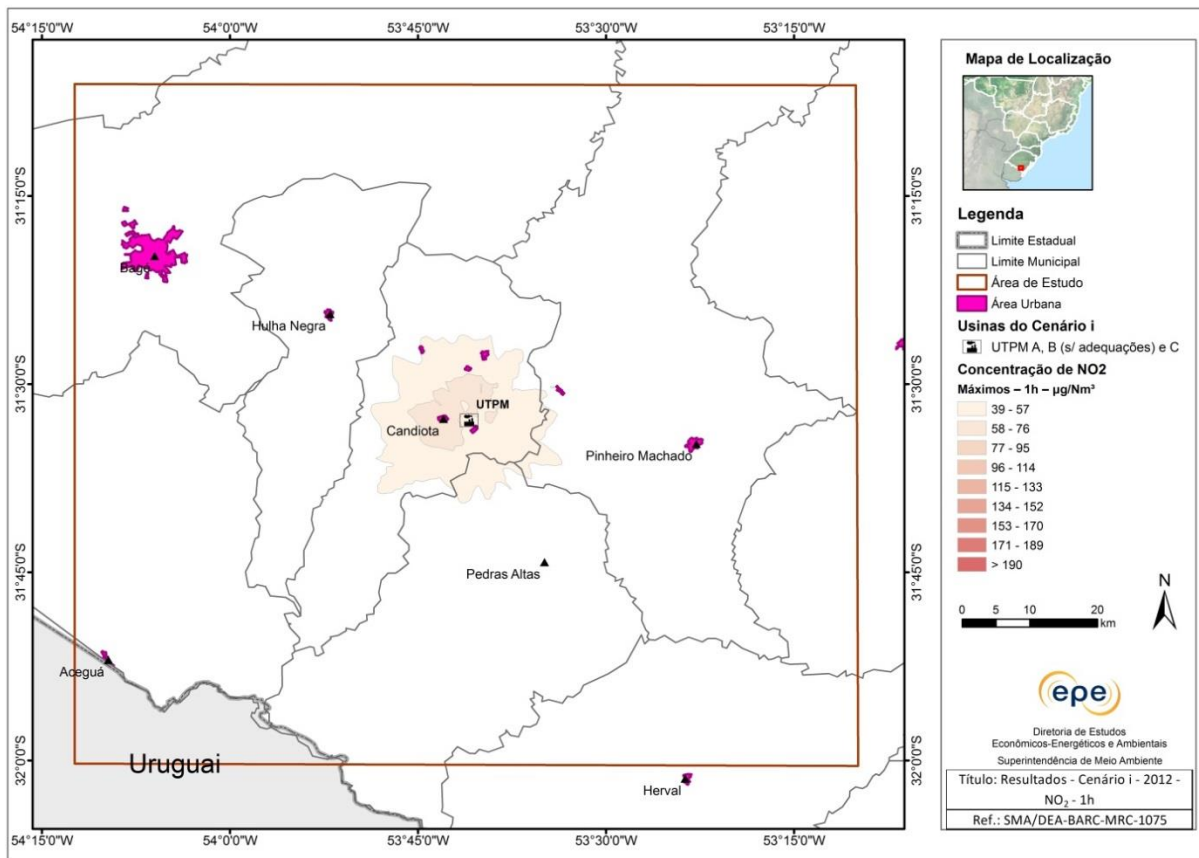 54°15'0"W 54°0'0"W 53°45'0"W 53°30'0"W 53°15'0"W
31°15'0"S
31°30'0"S
31°45'0"S
32°0'0"S
31°15'0"S
31°30'0"S
31°45'0"S
32°0'0"S
Bagé
Hulha Negra
UTPM
Candiota
Pinheiro Machado
Pedras Altas
Aceguá
Uruguai
Herval
54°15'0"W 54°0'0"W 53°45'0"W 53°30'0"W 53°15'0"W
Mapa de Localização
Legenda
Limite Estadual
Limite Municipal
Área de Estudo
Área Urbana
Usinas do Cenário i
UTPM A, B (s/ adequações) e C
Concentração de NO2
Máximos – 1h – µg/Nm³
39 - 57
58 - 76
77 - 95
96 - 114
115 - 133
134 - 152
153 - 170
171 - 189
> 190
N
0 5 10 20
km
epe
Diretoria de Estudos
Econômicos-Energéticos e Ambientais
Superintendência de Meio Ambiente
Título: Resultados - Cenário i - 2012 -
NO₂ - 1h
Ref.: SMA/DEA-BARC-MRC-1075